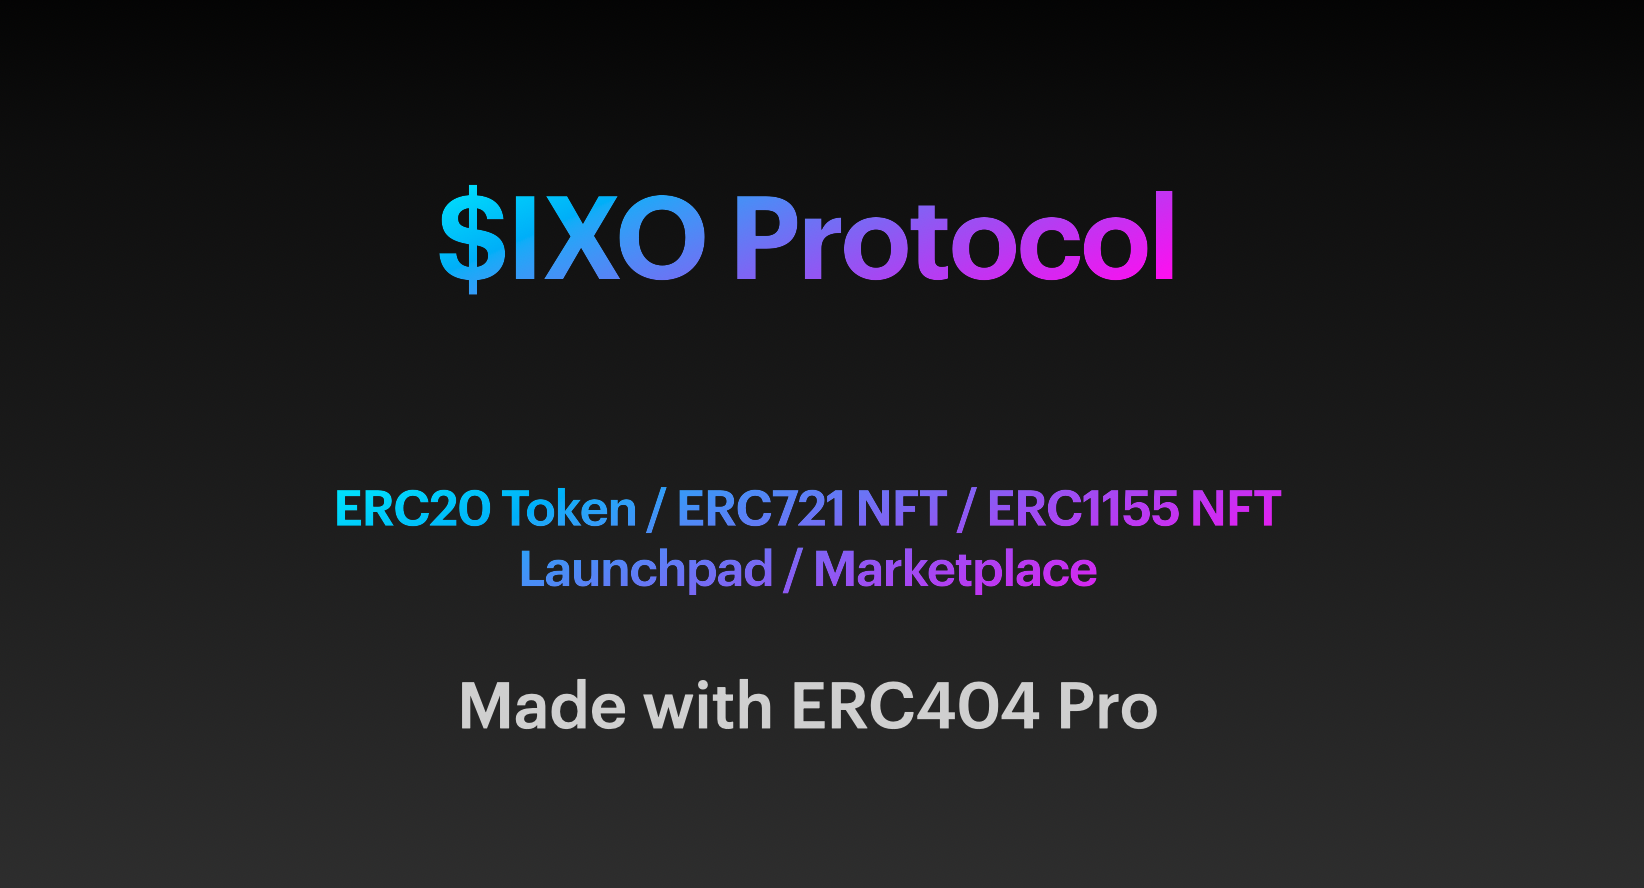 $IXO Protocol
ERC20 Token / ERC721 NFT / ERC1155 NFT
Launchpad / Marketplace
Made with ERC404 Pro